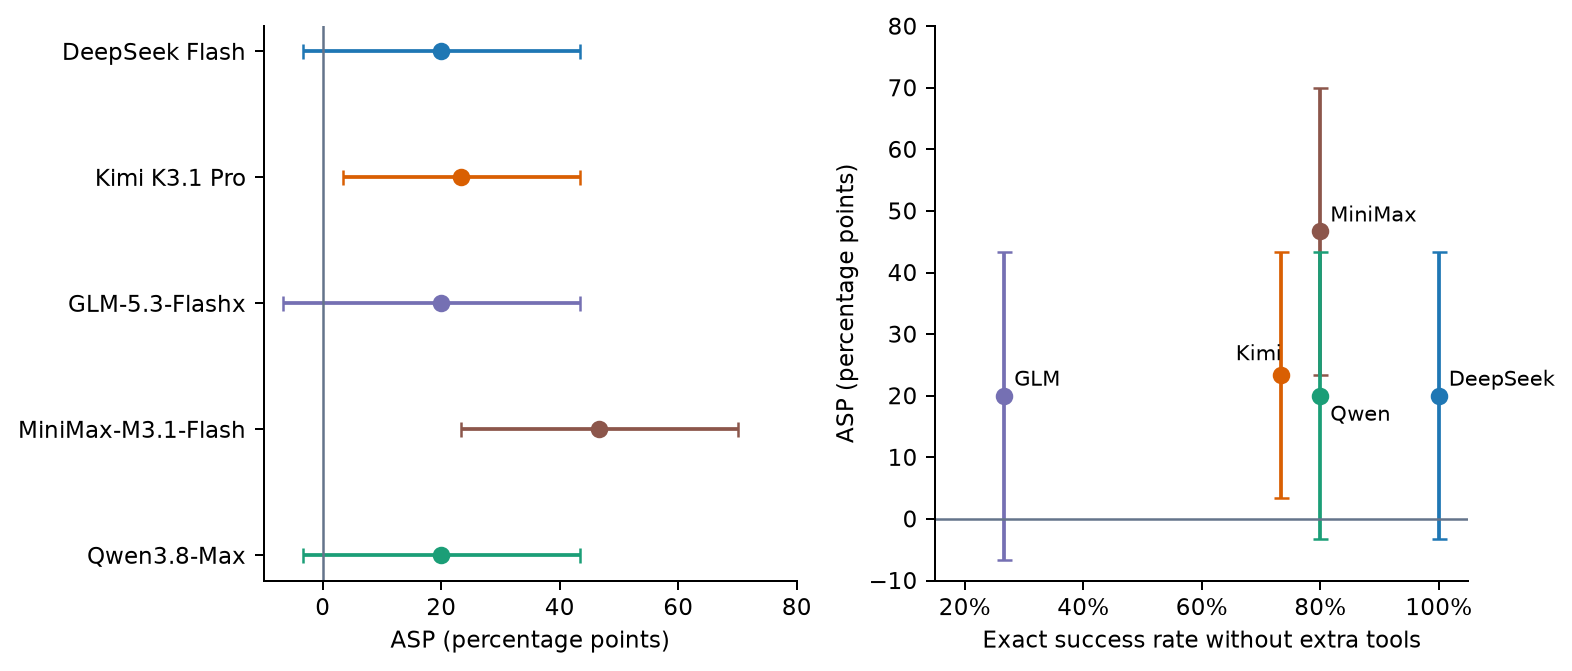 DeepSeek Flash
Kimi K3.1 Pro
GLM-5.3-Flashx
MiniMax-M3.1-Flash
Qwen3.8-Max
0 20 40 60 80
ASP (percentage points)
80
70
60
50
40
30
20
10
0
−10
ASP (percentage points)
MiniMax
Kimi
GLM
DeepSeek
Qwen
20% 40% 60% 80% 100%
Exact success rate without extra tools